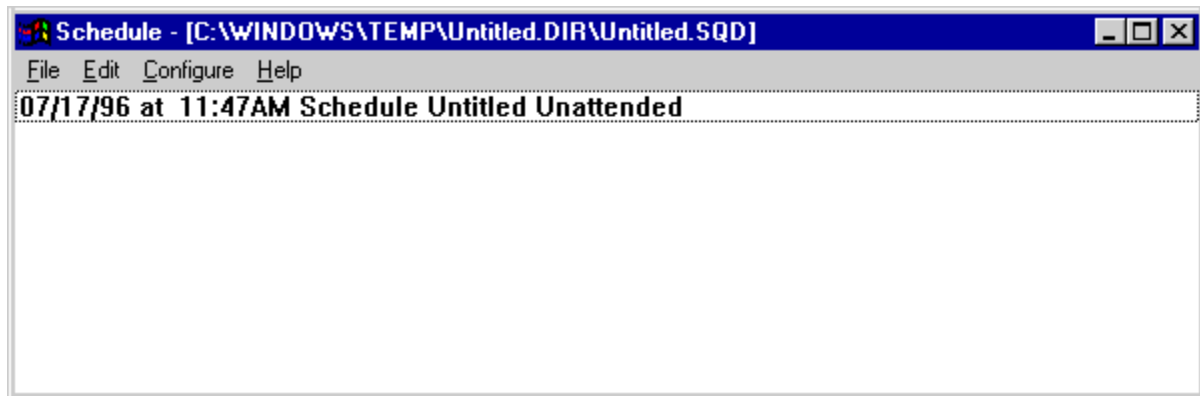 Schedule - [C:\WINDOWS\TEMP\Untitled.DIR\Untitled.SQD]
File Edit Configure Help
07/17/96 at 11:47AM Schedule Untitled Unattended